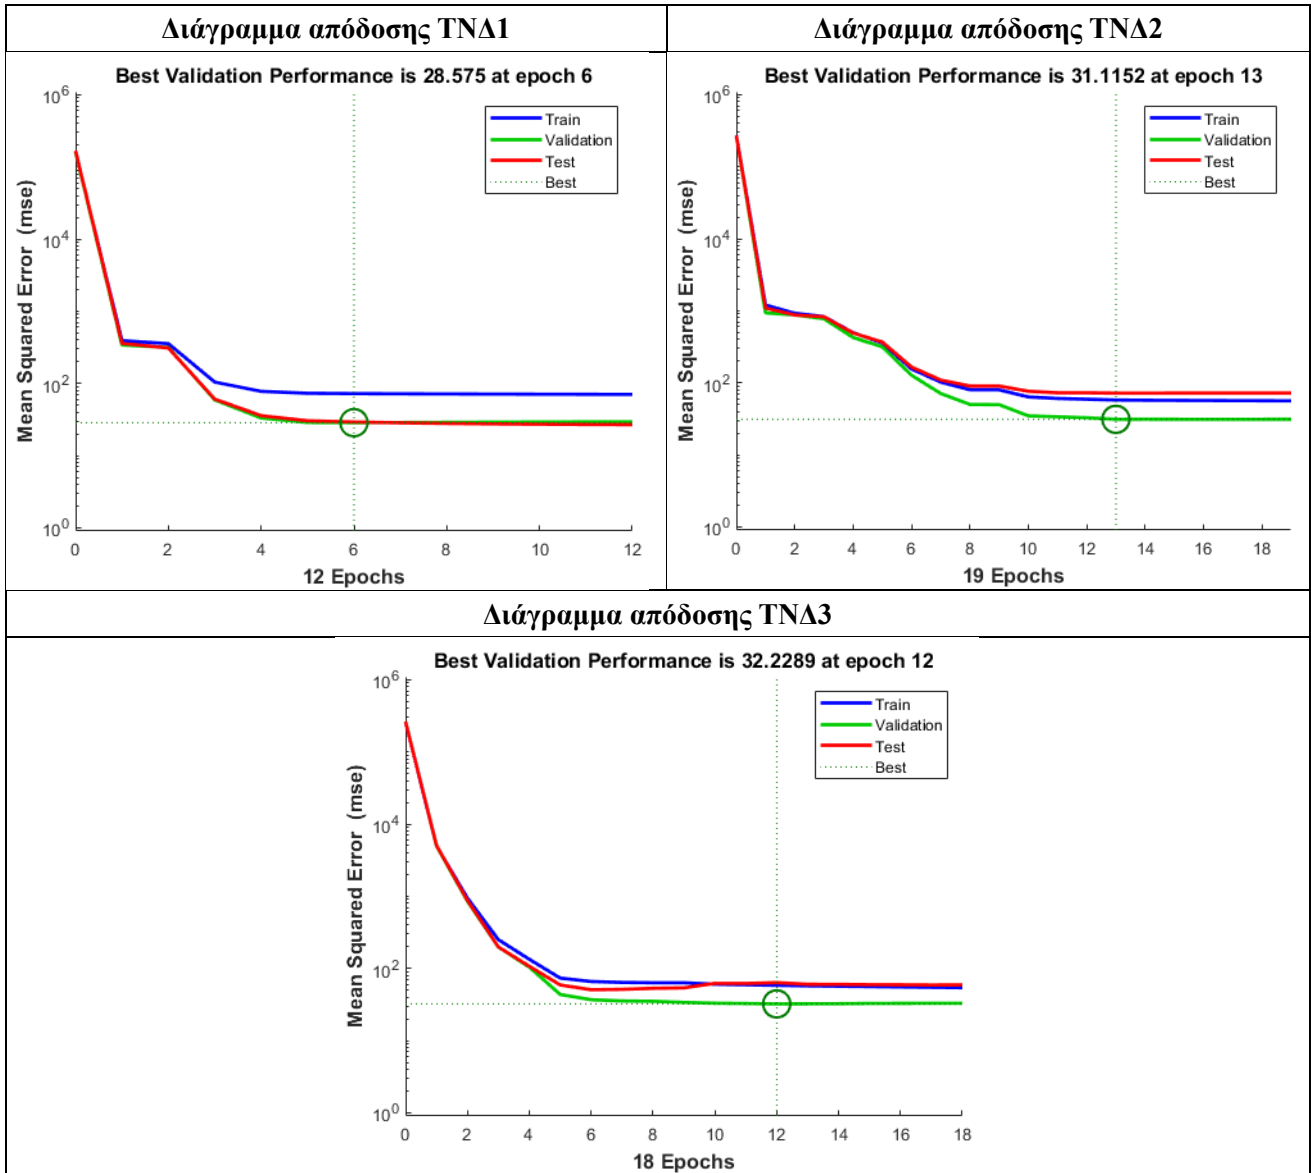 Διάγραμμα απόδοσης ΤΝΔ1
Διάγραμμα απόδοσης ΤΝΔ2
Best Validation Performance is 28.575 at epoch 6
10^6
10^4
10^2
10^0
Mean Squared Error (mse)
Train
Validation
Test
Best
0 2 4 6 8 10 12
12 Epochs
Best Validation Performance is 31.1152 at epoch 13
10^6
10^4
10^2
10^0
Mean Squared Error (mse)
Train
Validation
Test
Best
0 2 4 6 8 10 12 14 16 18
19 Epochs
Διάγραμμα απόδοσης ΤΝΔ3
Best Validation Performance is 32.2289 at epoch 12
10^6
10^4
10^2
10^0
Mean Squared Error (mse)
Train
Validation
Test
Best
0 2 4 6 8 10 12 14 16 18
18 Epochs